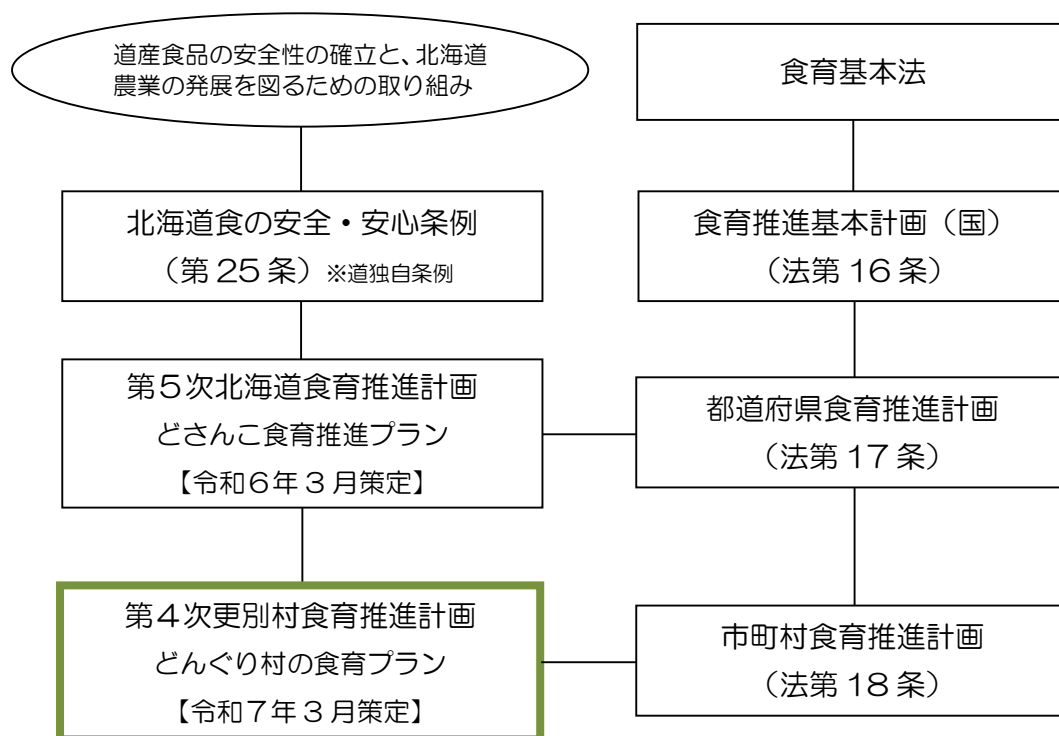 道産食品の安全性の確立と、北海道
農業の発展を図るための取り組み
食育基本法
北海道食の安全・安心条例
（第25条）※道独自条例
食育推進基本計画（国）
（法第16条）
第5次北海道食育推進計画
どさんこ食育推進プラン
【令和6年3月策定】
都道府県食育推進計画
（法第17条）
第4次更別村食育推進計画
どんぐり村の食育プラン
【令和7年3月策定】
市町村食育推進計画
（法第18条）